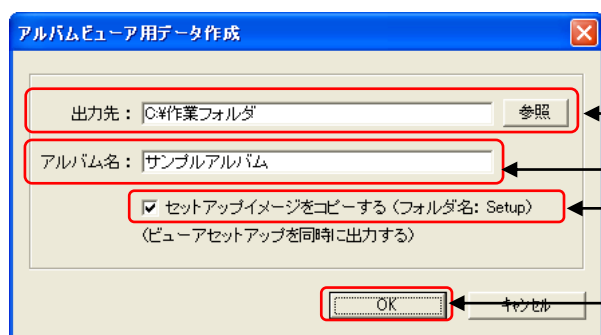 アルバムビューア用データ作成
出力先： C:¥作業フォルダ 参照
アルバム名： サンプルアルバム
セットアップイメージをコピーする（フォルダ名: Setup）
（ビューアセットアップを同時に出力する）
OK キャンセル